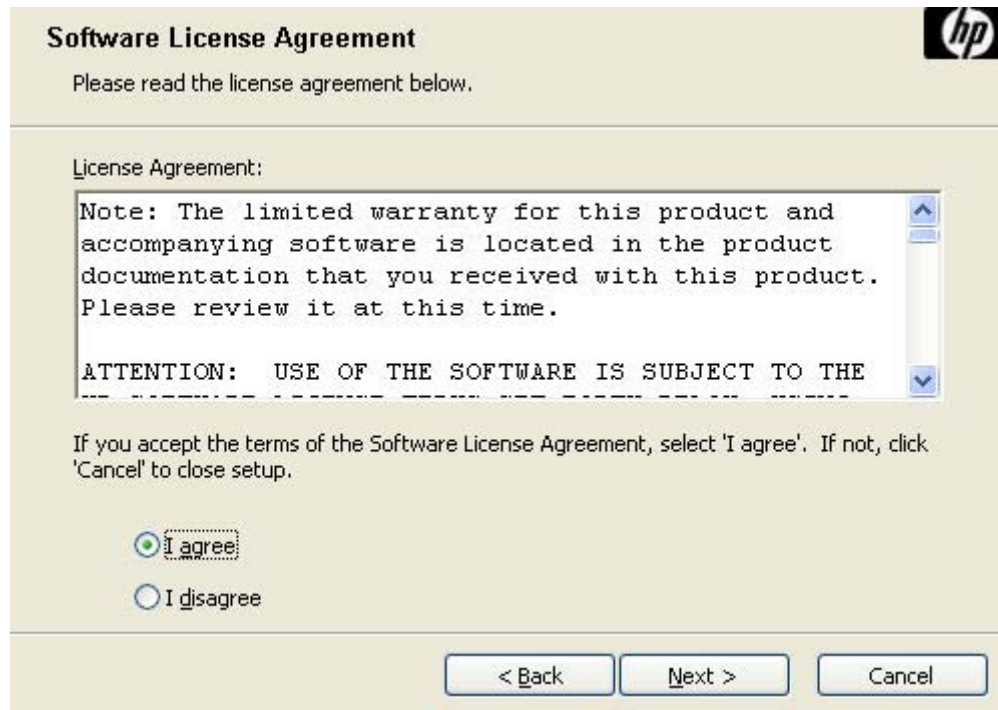 Software License Agreement
hp
Please read the license agreement below.
License Agreement:
Note: The limited warranty for this product and
accompanying software is located in the product
documentation that you received with this product.
Please review it at this time.
ATTENTION:  USE OF THE SOFTWARE IS SUBJECT TO THE
If you accept the terms of the Software License Agreement, select 'I agree'.  If not, click
'Cancel' to close setup.
I agree
I disagree
< Back
Next >
Cancel